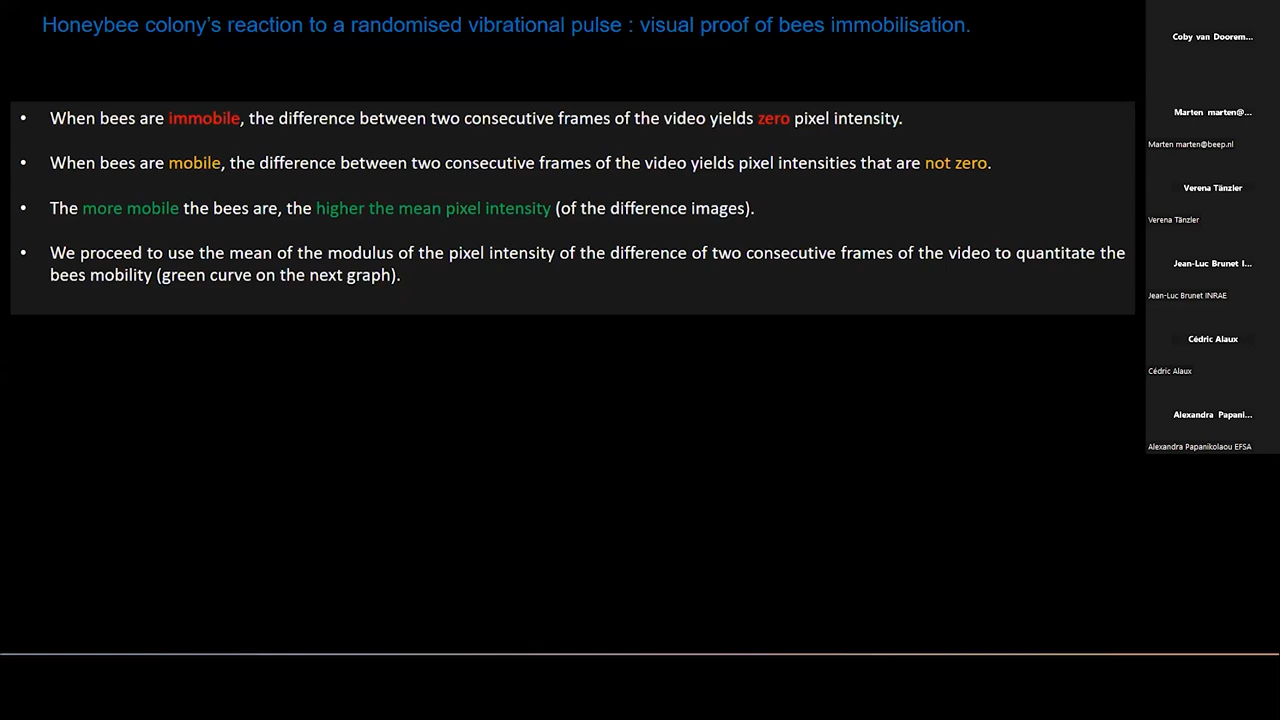 Honeybee colony's reaction to a randomised vibrational pulse : visual proof of bees immobilisation.
• When bees are immobile, the difference between two consecutive frames of the video yields zero pixel intensity.
• When bees are mobile, the difference between two consecutive frames of the video yields pixel intensities that are not zero.
• The more mobile the bees are, the higher the mean pixel intensity (of the difference images).
• We proceed to use the mean of the modulus of the pixel intensity of the difference of two consecutive frames of the video to quantitate the
bees mobility (green curve on the next graph).
Coby van Doorem...
Marten marten@...
Marten marten@beep.nl
Verena Tänzler
Verena Tänzler
Jean-Luc Brunet I...
Jean-Luc Brunet INRAE
Cédric Alaux
Cédric Alaux
Alexandra Papani...
Alexandra Papanikolaou EFSA